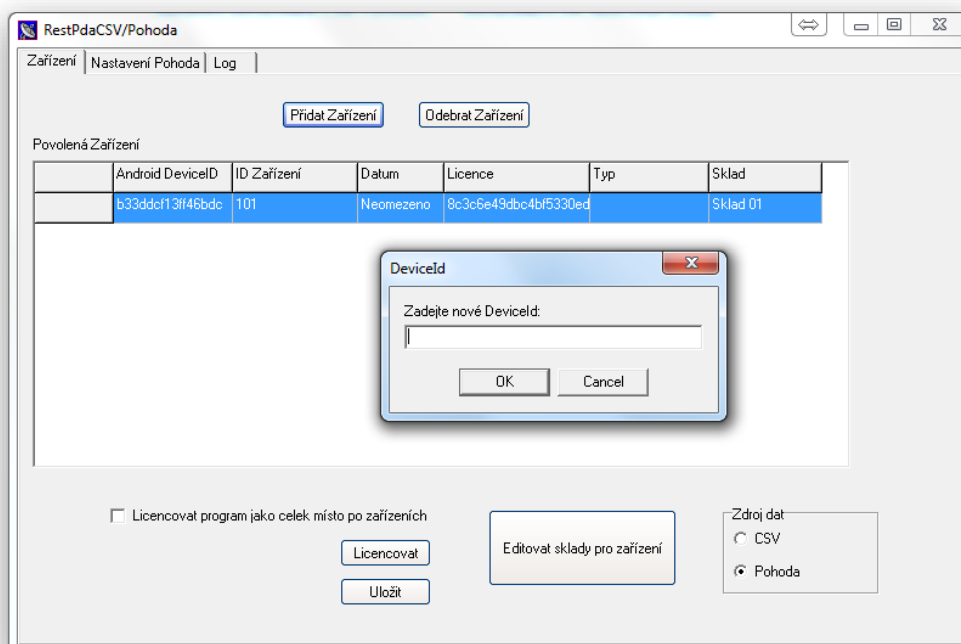 RestPdaCSV/Pohoda
Zařízení Nastavení Pohoda Log
Přidat Zařízení Odebrat Zařízení
Povolená Zařízení
Android DeviceID ID Zařízení Datum Licence Typ Sklad
b33ddcf13ff46bdc 101 Neomezeno 8c3c6e49dbc4bf5330ed Sklad 01
DeviceId
Zadejte nové DeviceId:
OK Cancel
Licencovat program jako celek místo po zařízeních
Licencovat
Uložit
Editovat sklady pro zařízení
Zdroj dat
CSV
Pohoda